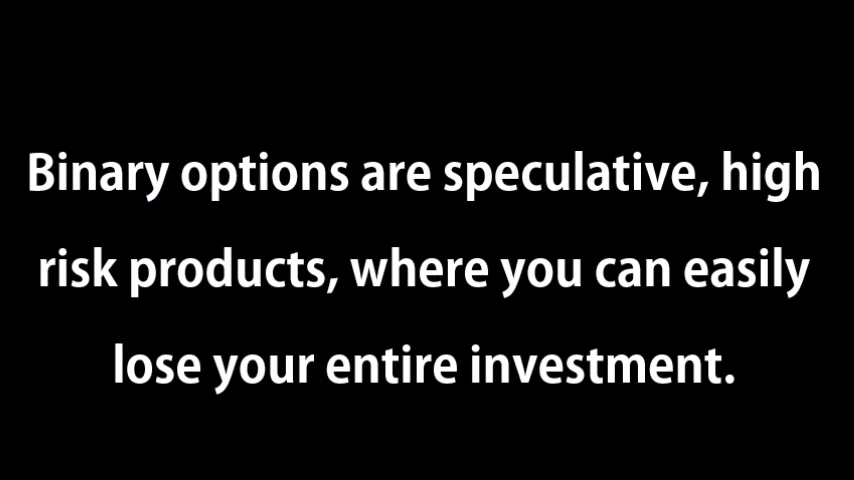 Binary options are speculative, high
risk products, where you can easily
lose your entire investment.